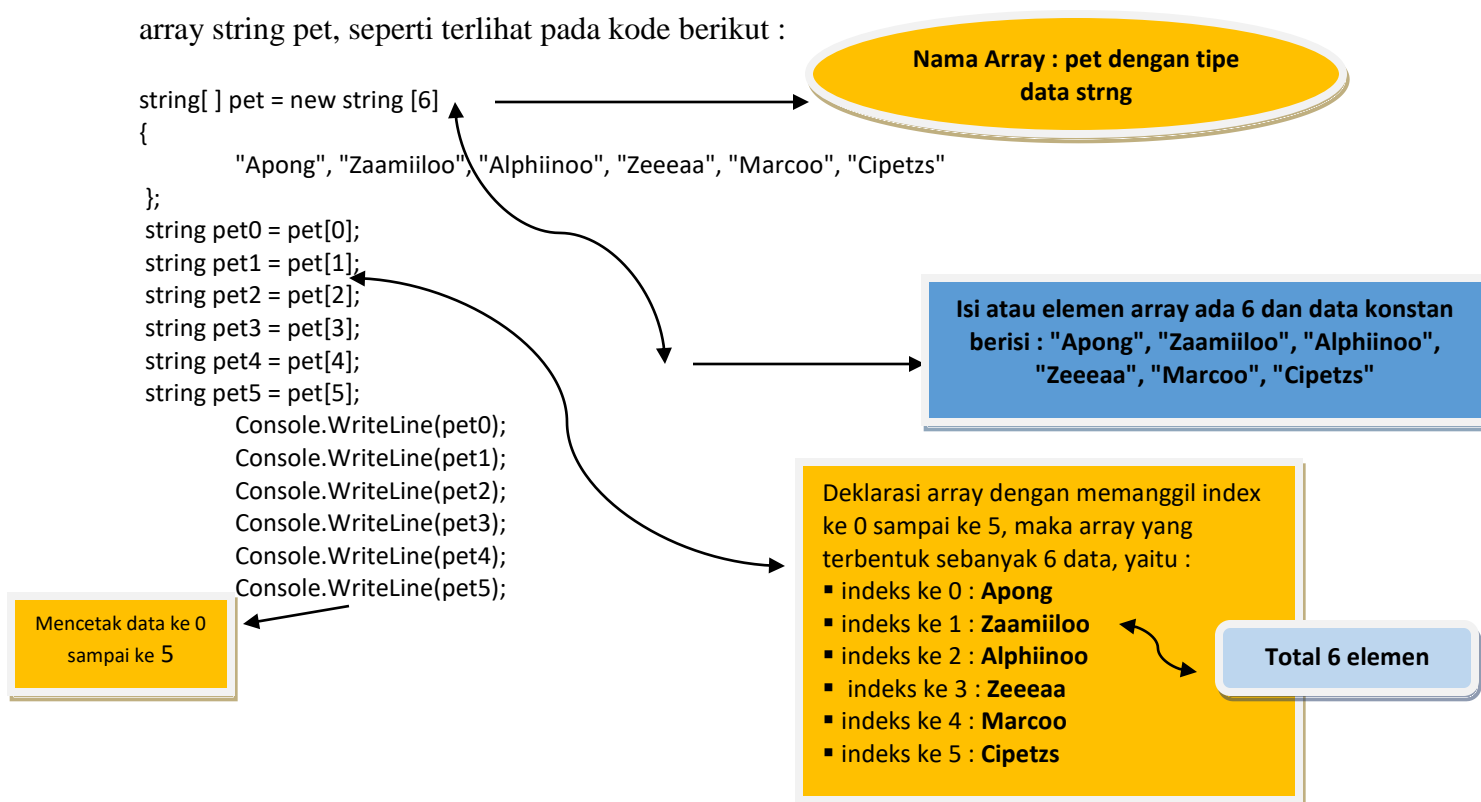 array string pet, seperti terlihat pada kode berikut :
Nama Array : pet dengan tipe
data strng
string[ ] pet = new string [6]
{
"Apong", "Zaamiiloo", "Alphiinoo", "Zeeeaa", "Marcoo", "Cipetzs"
};
string pet0 = pet[0];
string pet1 = pet[1];
string pet2 = pet[2];
string pet3 = pet[3];
string pet4 = pet[4];
string pet5 = pet[5];
Console.WriteLine(pet0);
Console.WriteLine(pet1);
Console.WriteLine(pet2);
Console.WriteLine(pet3);
Console.WriteLine(pet4);
Console.WriteLine(pet5);
Isi atau elemen array ada 6 dan data konstan
berisi : "Apong", "Zaamiiloo", "Alphiinoo",
"Zeeeaa", "Marcoo", "Cipetzs"
Deklarasi array dengan memanggil index
ke 0 sampai ke 5, maka array yang
terbentuk sebanyak 6 data, yaitu :
▪ indeks ke 0 : Apong
▪ indeks ke 1 : Zaamiiloo
▪ indeks ke 2 : Alphiinoo
▪ indeks ke 3 : Zeeeaa
▪ indeks ke 4 : Marcoo
▪ indeks ke 5 : Cipetzs
Total 6 elemen
Mencetak data ke 0
sampai ke 5